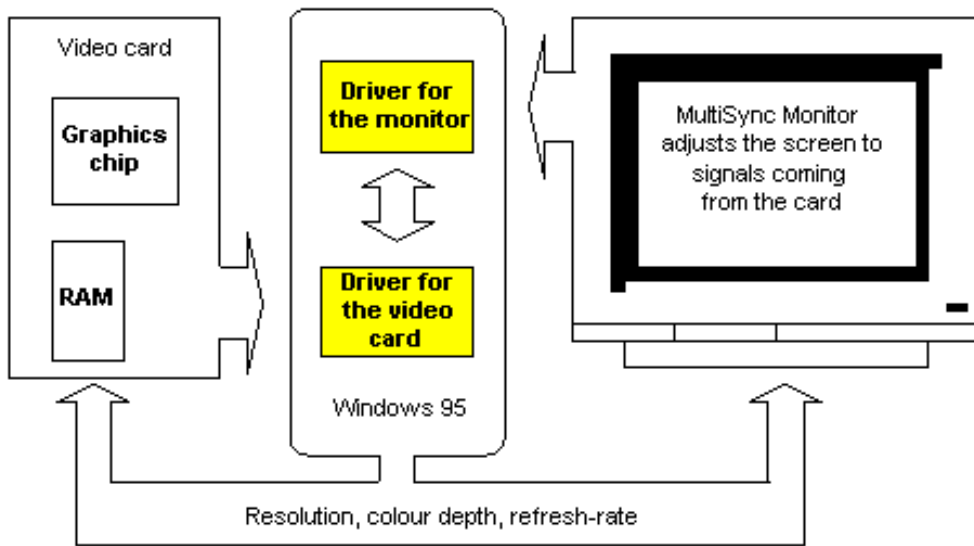 Video card
Graphics
chip
RAM
Driver for
the monitor
Driver for
the video
card
Windows 95
MultiSync Monitor
adjusts the screen to
signals coming
from the card
Resolution, colour depth, refresh-rate